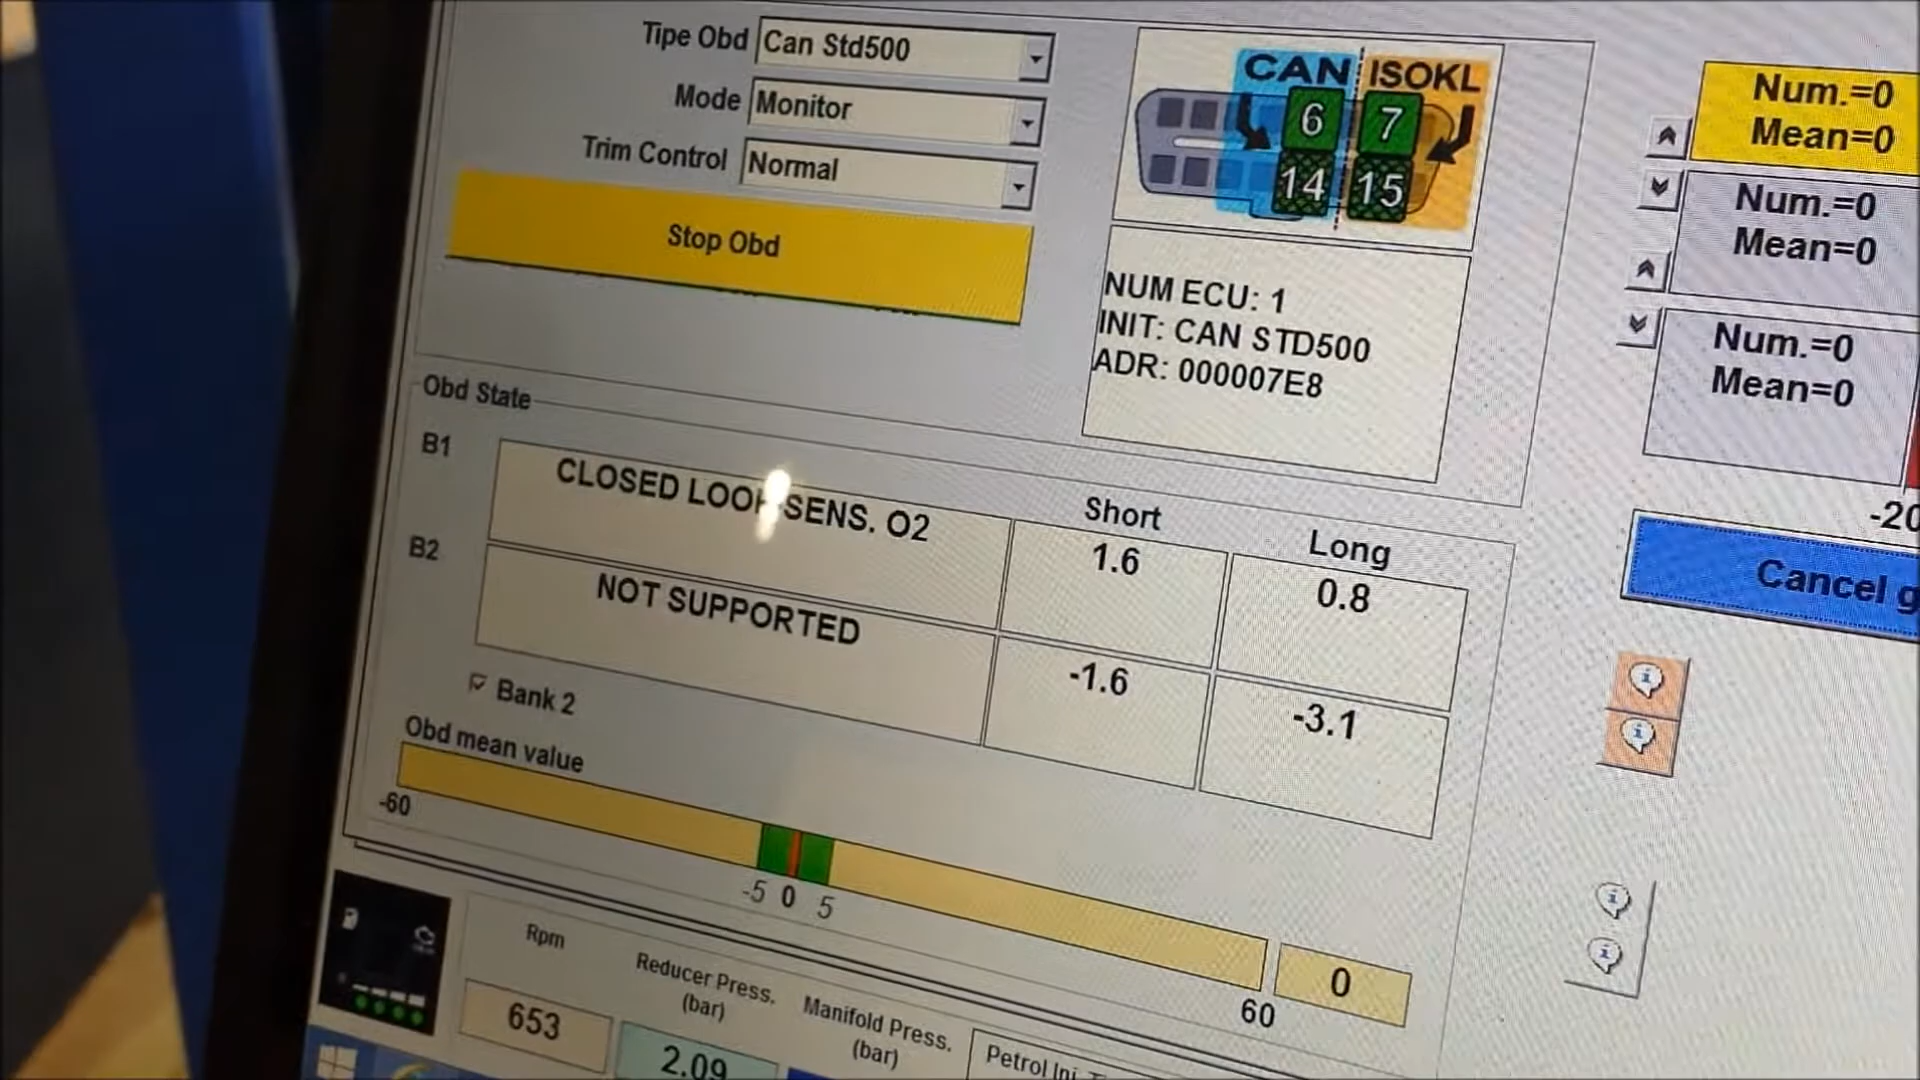 Tipe Obd Can Std500
Mode Monitor
Trim Control Normal
Stop Obd
CAN ISOKL
6 7
14 15
NUM ECU: 1
INIT: CAN STD500
ADR: 000007E8
Num.=0
Mean=0
Num.=0
Mean=0
Num.=0
Mean=0
-20
Cancel g
Obd State
Short Long
B1 CLOSED LOOP SENS. O2 1.6 0.8
B2 NOT SUPPORTED -1.6 -3.1
Bank 2
Obd mean value
-60 -5 0 5 60
0
Rpm
653
Reducer Press.
(bar)
2.09
Manifold Press.
(bar)
Petrol Inj.